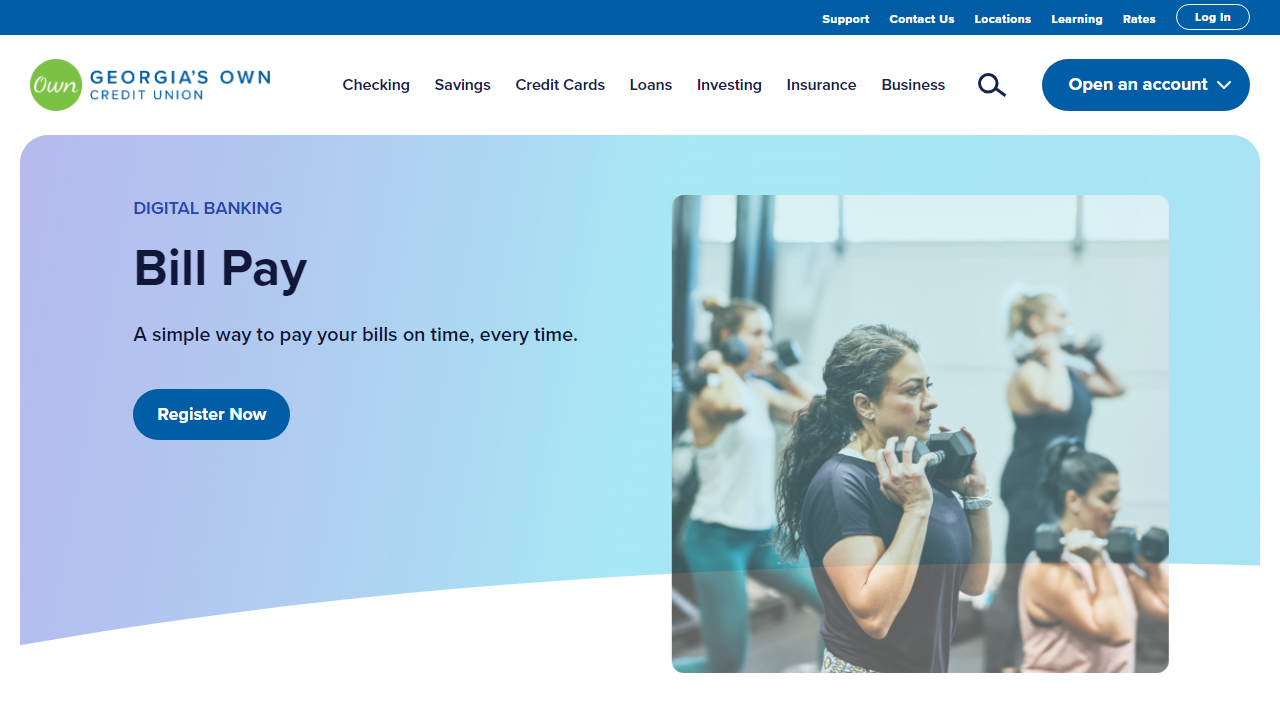 Support Contact Us Locations Learning Rates Log In
Own GEORGIA'S OWN
CREDIT UNION
Checking Savings Credit Cards Loans Investing Insurance Business Open an account
DIGITAL BANKING
Bill Pay
A simple way to pay your bills on time, every time.
Register Now